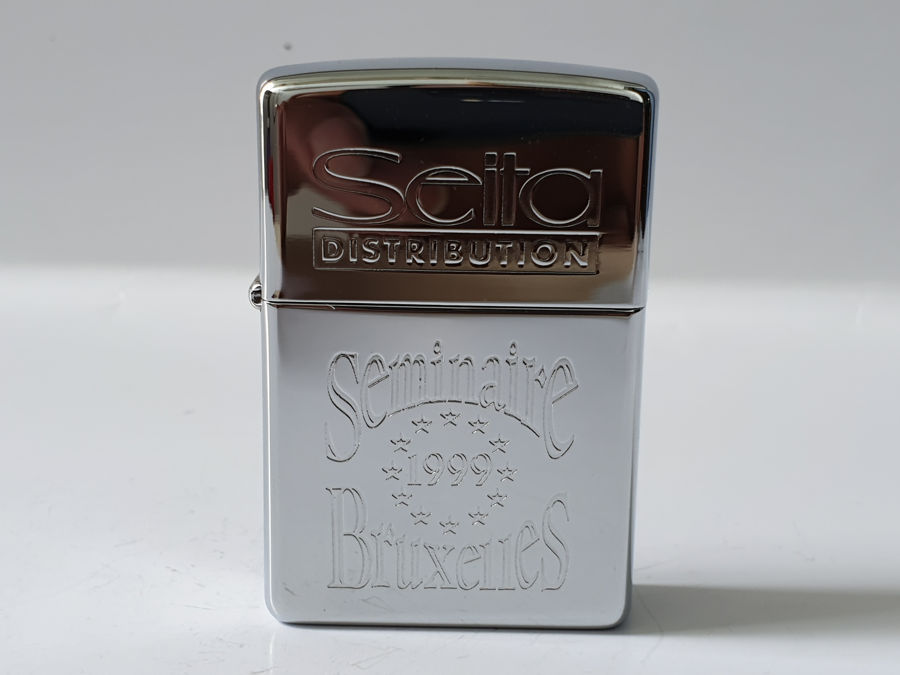 Seita
DISTRIBUTION
Seminaire
1999
Bruxelles